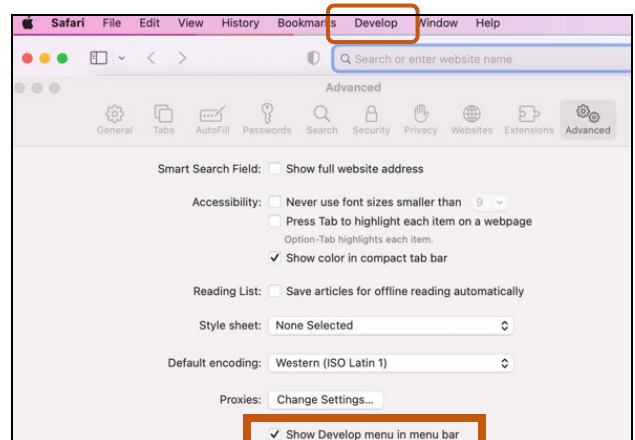 Safari File Edit View History Bookmarks Develop Window Help
Search or enter website name
Advanced
General Tabs AutoFill Passwords Search Security Privacy Websites Extensions Advanced
Smart Search Field: Show full website address
Accessibility: Never use font sizes smaller than 9
Press Tab to highlight each item on a webpage
Option-Tab highlights each item.
Show color in compact tab bar
Reading List: Save articles for offline reading automatically
Style sheet: None Selected
Default encoding: Western (ISO Latin 1)
Proxies: Change Settings...
Show Develop menu in menu bar